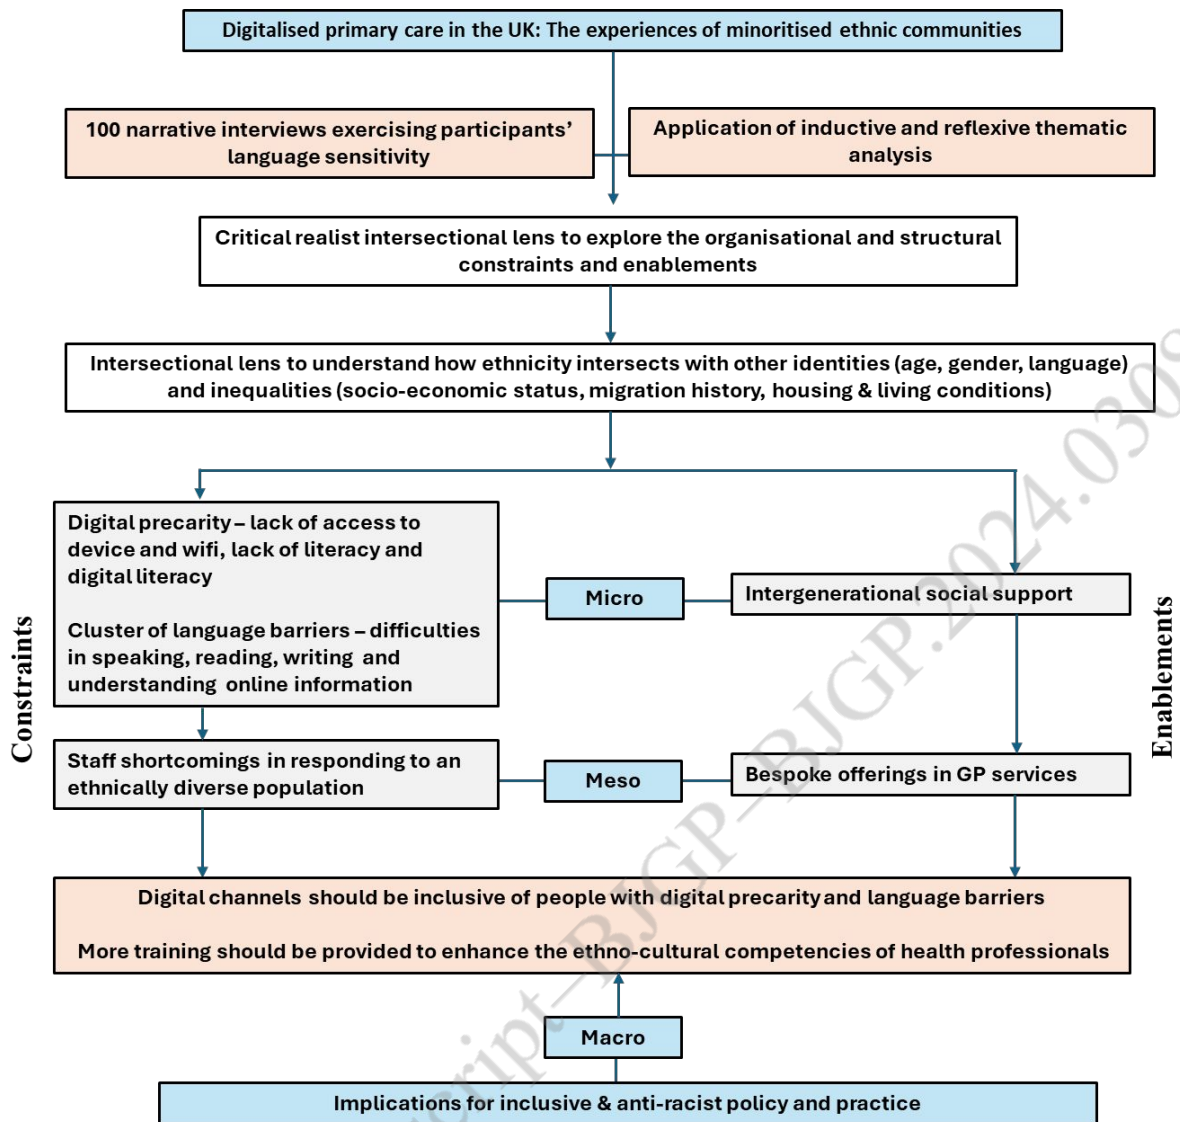 Digitalised primary care in the UK: The experiences of minoritised ethnic communities
100 narrative interviews exercising participants’
language sensitivity
Application of inductive and reflexive thematic
analysis
Critical realist intersectional lens to explore the organisational and structural
constraints and enablements
Intersectional lens to understand how ethnicity intersects with other identities (age, gender, language)
and inequalities (socio-economic status, migration history, housing & living conditions)
Constraints
Digital precarity – lack of access to
device and wifi, lack of literacy and
digital literacy
Cluster of language barriers – difficulties
in speaking, reading, writing and
understanding online information
Micro
Intergenerational social support
Enablements
Staff shortcomings in responding to an
ethnically diverse population
Meso
Bespoke offerings in GP services
Digital channels should be inclusive of people with digital precarity and language barriers
More training should be provided to enhance the ethno-cultural competencies of health professionals
Macro
Implications for inclusive & anti-racist policy and practice
cript–BJGP–BJGP.2024.030